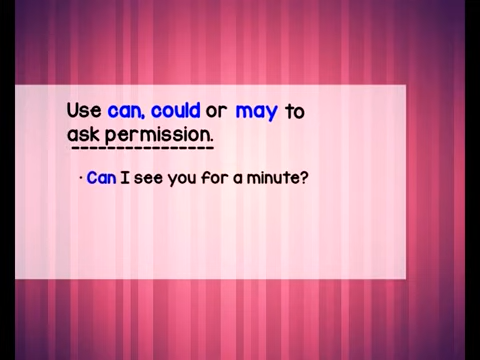 Use can, could or may to
ask permission.
· Can I see you for a minute?